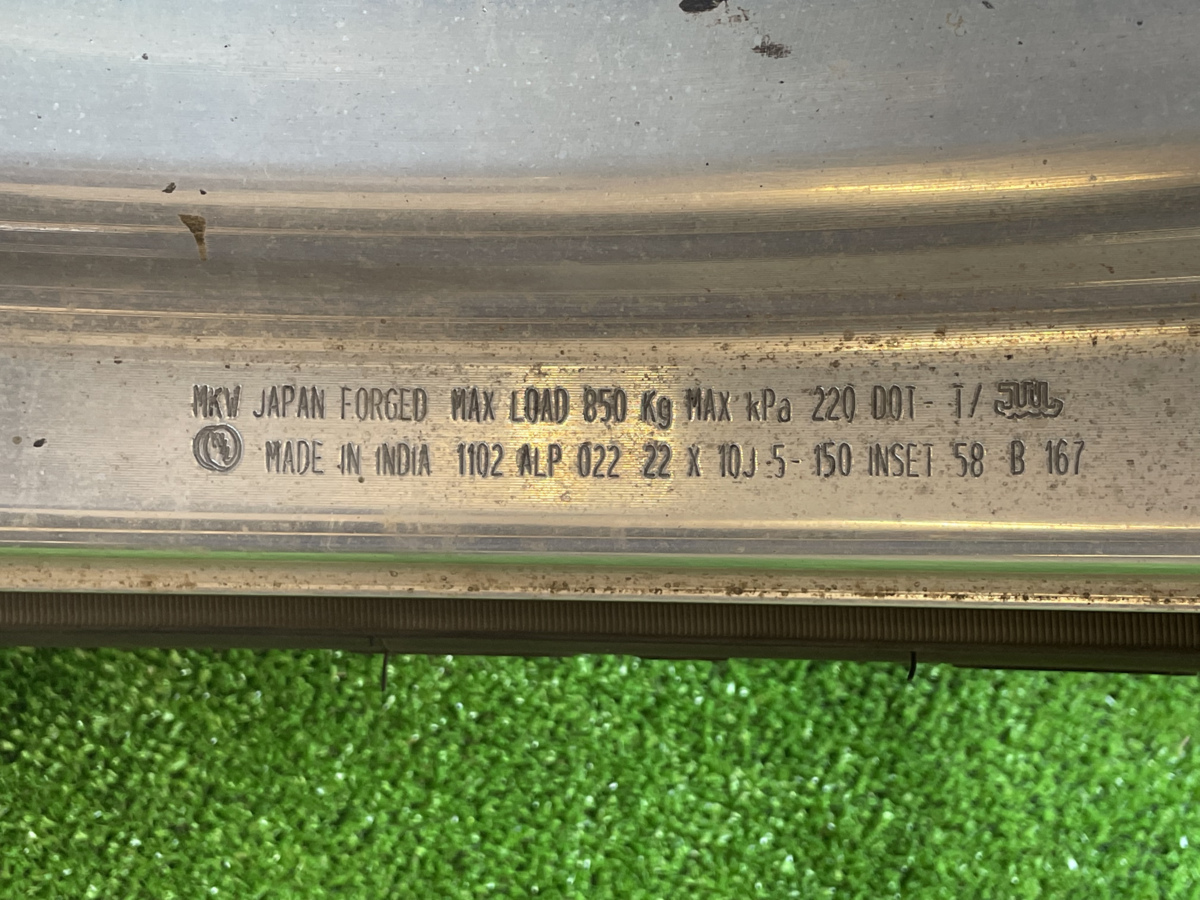 MKW JAPAN FORGED MAX LOAD 850 Kg MAX kPa 220 DOT- T/ JWL
MADE IN INDIA 1102 ALP 022 22 X 10J 5-150 INSET 58 B 167